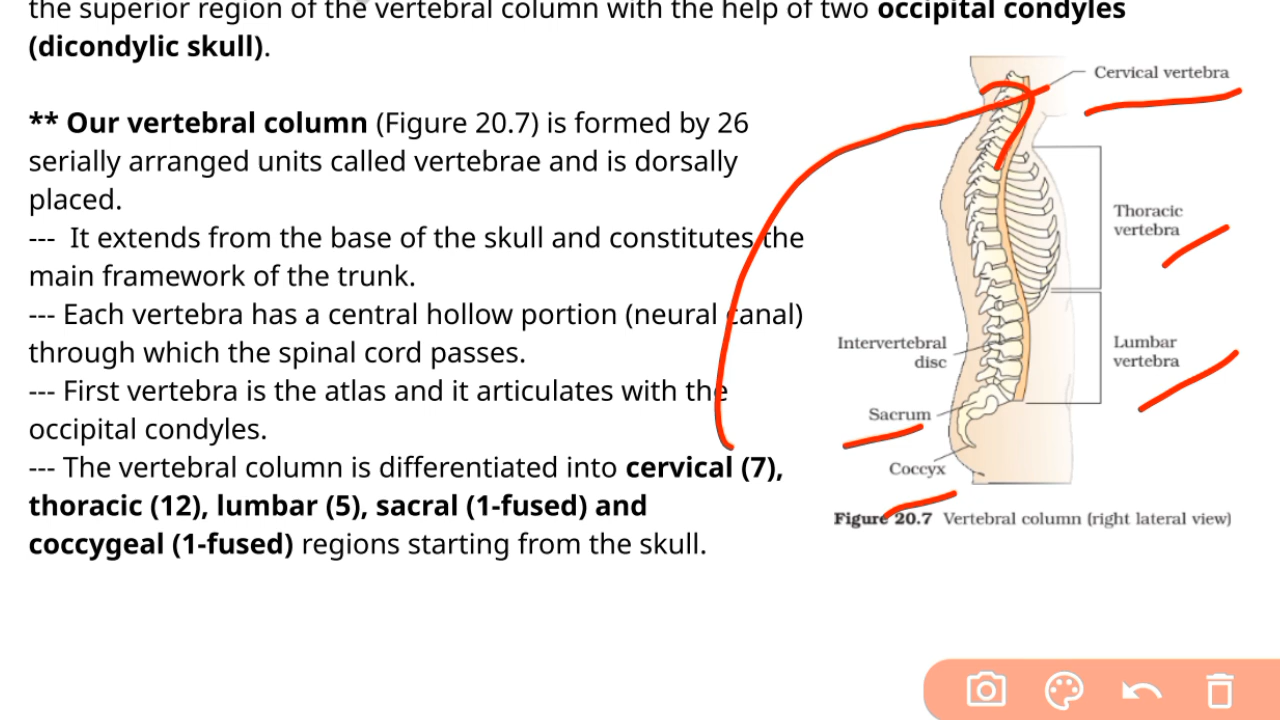 the superior region of the vertebral column with the help of two occipital condyles
(dicondylic skull).
** Our vertebral column (Figure 20.7) is formed by 26
serially arranged units called vertebrae and is dorsally
placed.
--- It extends from the base of the skull and constitutes the
main framework of the trunk.
--- Each vertebra has a central hollow portion (neural canal)
through which the spinal cord passes.
--- First vertebra is the atlas and it articulates with the
occipital condyles.
--- The vertebral column is differentiated into cervical (7),
thoracic (12), lumbar (5), sacral (1-fused) and
coccygeal (1-fused) regions starting from the skull.
Cervical vertebra
Thoracic
vertebra
Intervertebral
disc
Lumbar
vertebra
Sacrum
Coccyx
Figure 20.7 Vertebral column (right lateral view)